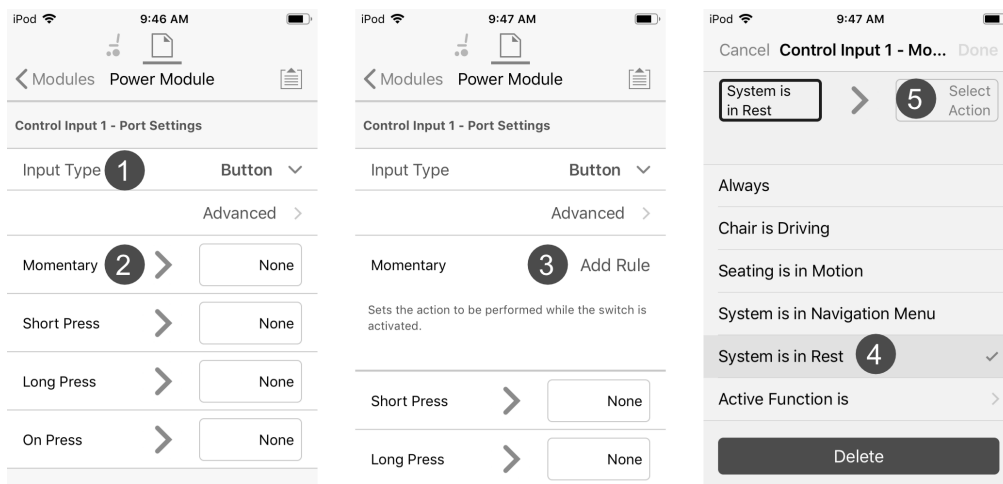 iPod 9:46 AM
Modules Power Module
Control Input 1 - Port Settings
Input Type 1 Button
Advanced
Momentary 2 None
Short Press None
Long Press None
On Press None
iPod 9:47 AM
Modules Power Module
Control Input 1 - Port Settings
Input Type Button
Advanced
Momentary 3 Add Rule
Sets the action to be performed while the switch is
activated.
Short Press None
Long Press None
iPod 9:47 AM
Cancel Control Input 1 - Mo... Done
System is
in Rest
5 Select
Action
Always
Chair is Driving
Seating is in Motion
System is in Navigation Menu
System is in Rest 4
Active Function is
Delete